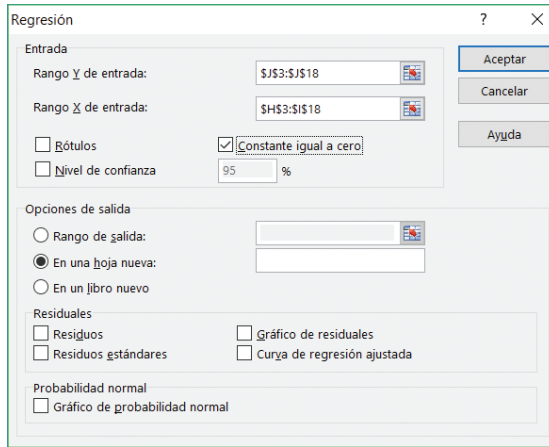 Regresión ? ×
Entrada
Rango Y de entrada: $J$3:$J$18
Rango X de entrada: $H$3:$I$18
Rótulos Constante igual a cero
Nivel de confianza 95 %
Aceptar
Cancelar
Ayuda
Opciones de salida
Rango de salida:
En una hoja nueva:
En un libro nuevo
Residuales
Residuos Gráfico de residuales
Residuos estándares Curva de regresión ajustada
Probabilidad normal
Gráfico de probabilidad normal